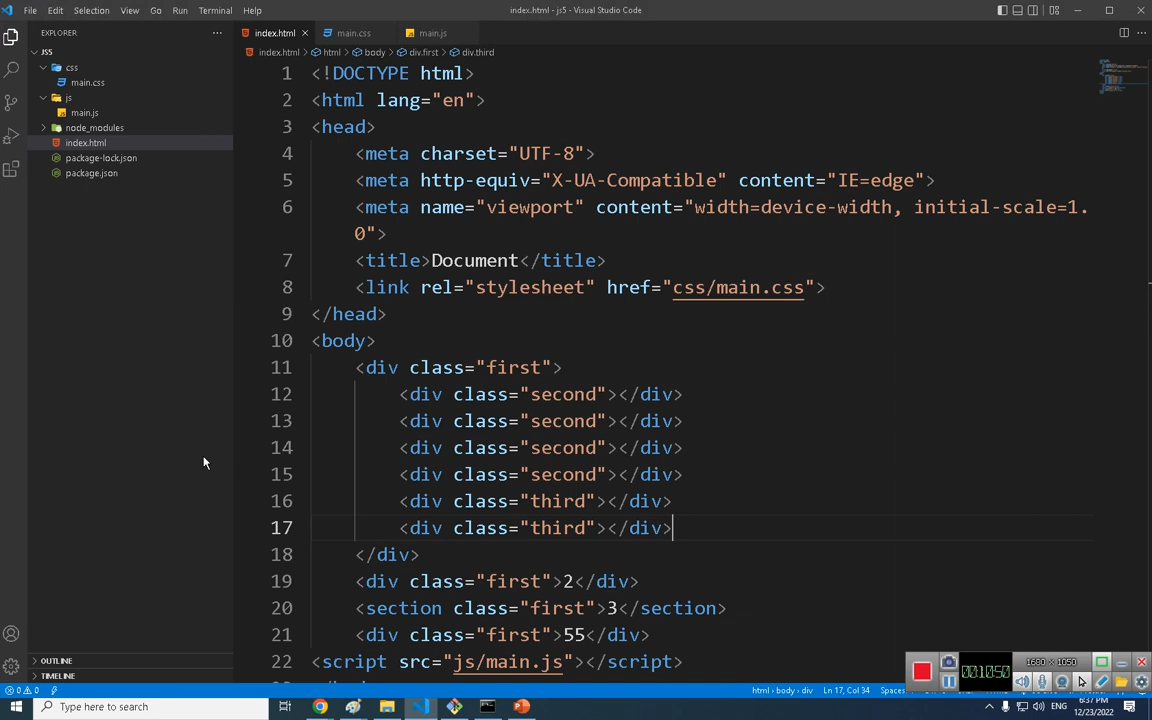 File Edit Selection View Go Run Terminal Help
index.html - js5 - Visual Studio Code
EXPLORER
JS5
css
main.css
js
main.js
node_modules
index.html
package-lock.json
package.json
OUTLINE
TIMELINE
index.html main.css main.js
index.html html body div.first div.third
1 <!DOCTYPE html>
2 <html lang="en">
3 <head>
4 <meta charset="UTF-8">
5 <meta http-equiv="X-UA-Compatible" content="IE=edge">
6 <meta name="viewport" content="width=device-width, initial-scale=1.
0">
7 <title>Document</title>
8 <link rel="stylesheet" href="css/main.css">
9 </head>
10 <body>
11 <div class="first">
12 <div class="second"></div>
13 <div class="second"></div>
14 <div class="second"></div>
15 <div class="second"></div>
16 <div class="third"></div>
17 <div class="third"></div>
18 </div>
19 <div class="first">2</div>
20 <section class="first">3</section>
21 <div class="first">55</div>
22 <script src="js/main.js"></script>
1680 x 1050
0 0 html > body > div Ln 17, Col 34
Type here to search
ENG
6:37 PM
12/23/2022